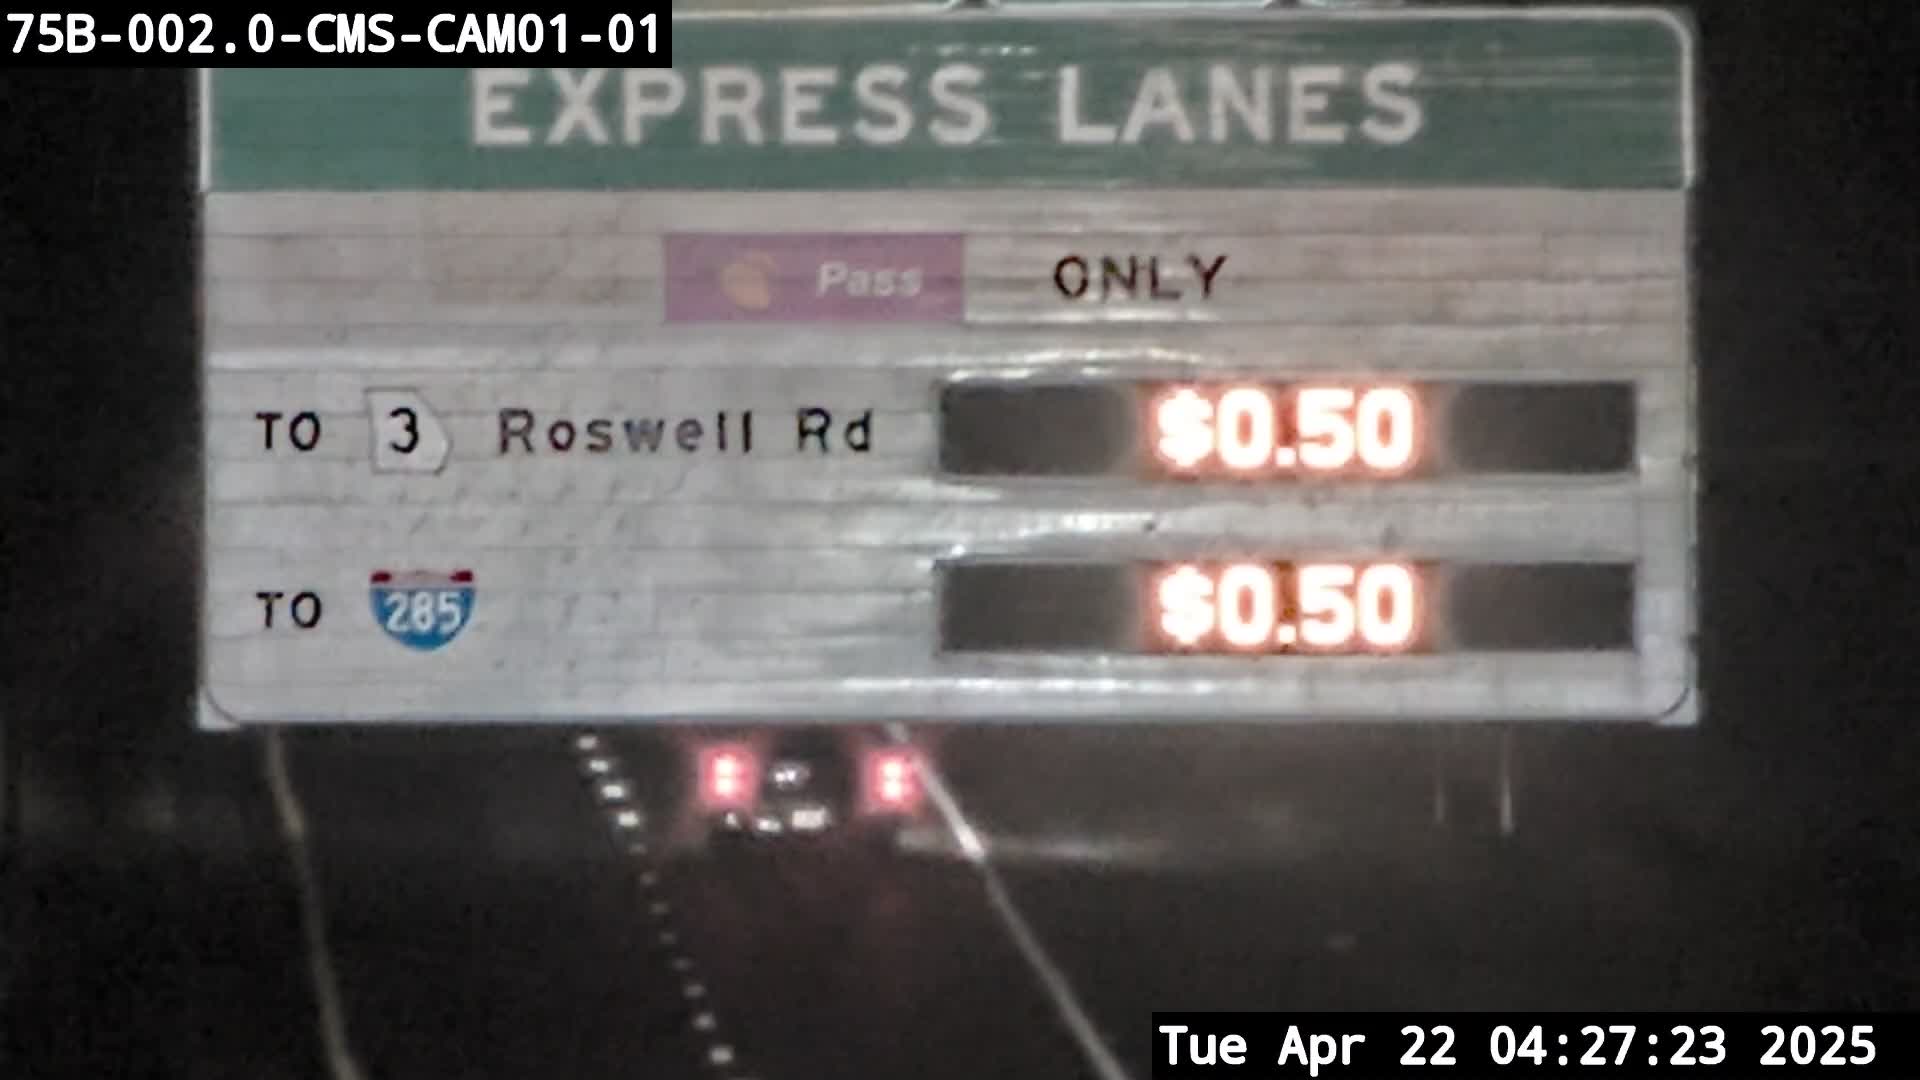 75B-002.0-CMS-CAM01-01
EXPRESS LANES
Pass ONLY
TO 3 Roswell Rd $0.50
TO 285 $0.50
Tue Apr 22 04:27:23 2025